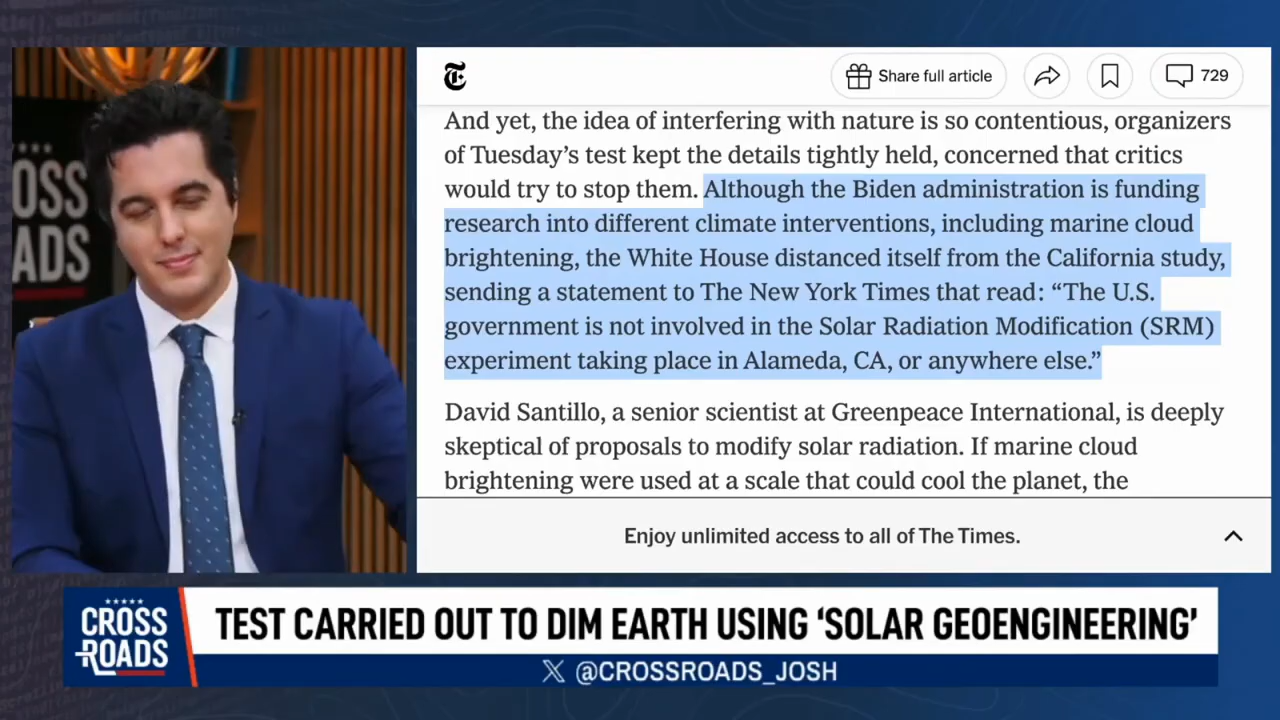 OSS
ADS
Share full article
729
And yet, the idea of interfering with nature is so contentious, organizers
of Tuesday’s test kept the details tightly held, concerned that critics
would try to stop them. Although the Biden administration is funding
research into different climate interventions, including marine cloud
brightening, the White House distanced itself from the California study,
sending a statement to The New York Times that read: “The U.S.
government is not involved in the Solar Radiation Modification (SRM)
experiment taking place in Alameda, CA, or anywhere else.”
David Santillo, a senior scientist at Greenpeace International, is deeply
skeptical of proposals to modify solar radiation. If marine cloud
brightening were used at a scale that could cool the planet, the
Enjoy unlimited access to all of The Times.
CROSS
ROADS
TEST CARRIED OUT TO DIM EARTH USING ‘SOLAR GEOENGINEERING’
X @CROSSROADS_JOSH